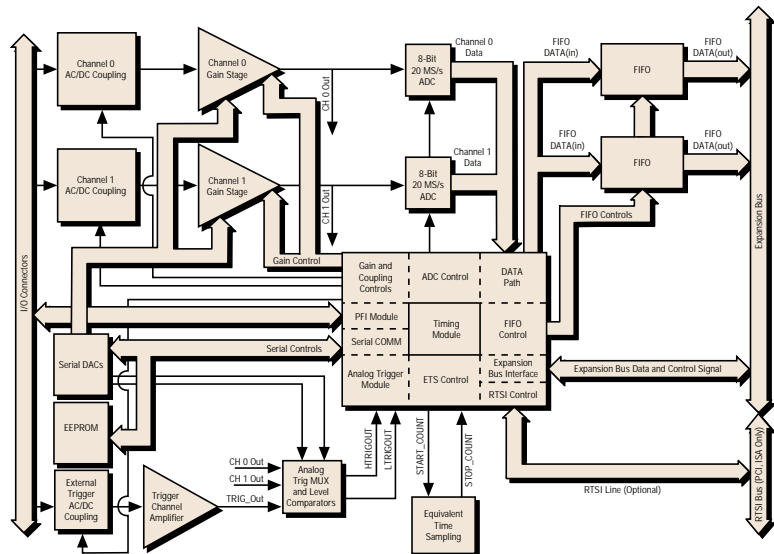 Channel 0
AC/DC Coupling
Channel 0
Gain Stage
CH 0 Out
8-Bit
20 MS/s
ADC
Channel 0
Data
FIFO
DATA(in)
FIFO
FIFO
DATA(out)
Channel 1
AC/DC Coupling
Channel 1
Gain Stage
CH 1 Out
8-Bit
20 MS/s
ADC
Channel 1
Data
FIFO
DATA(in)
FIFO
FIFO
DATA(out)
FIFO Controls
Expansion Bus
I/O Connectors
Gain Control
Gain and
Coupling
Controls
ADC Control
DATA
Path
PFI Module
Serial COMM
Timing
Module
FIFO
Control
Analog Trigger
Module
ETS Control
Expansion
Bus Interface
RTSI Control
Serial DACs
Serial Controls
Expansion Bus Data and Control Signal
EEPROM
HTRIGOUT
LTRIGOUT
START_COUNT
STOP_COUNT
External
Trigger
AC/DC
Coupling
Trigger
Channel
Amplifier
CH 0 Out
CH 1 Out
TRIG_Out
Analog
Trig MUX
and Level
Comparators
Equivalent
Time
Sampling
RTSI Line (Optional)
RTSI Bus (PCI, ISA Only)